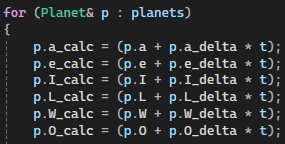 for (Planet& p : planets)
{
p.a_calc = (p.a + p.a_delta * t);
p.e_calc = (p.e + p.e_delta * t);
p.I_calc = (p.I + p.I_delta * t);
p.L_calc = (p.L + p.L_delta * t);
p.W_calc = (p.W + p.W_delta * t);
p.O_calc = (p.O + p.O_delta * t);